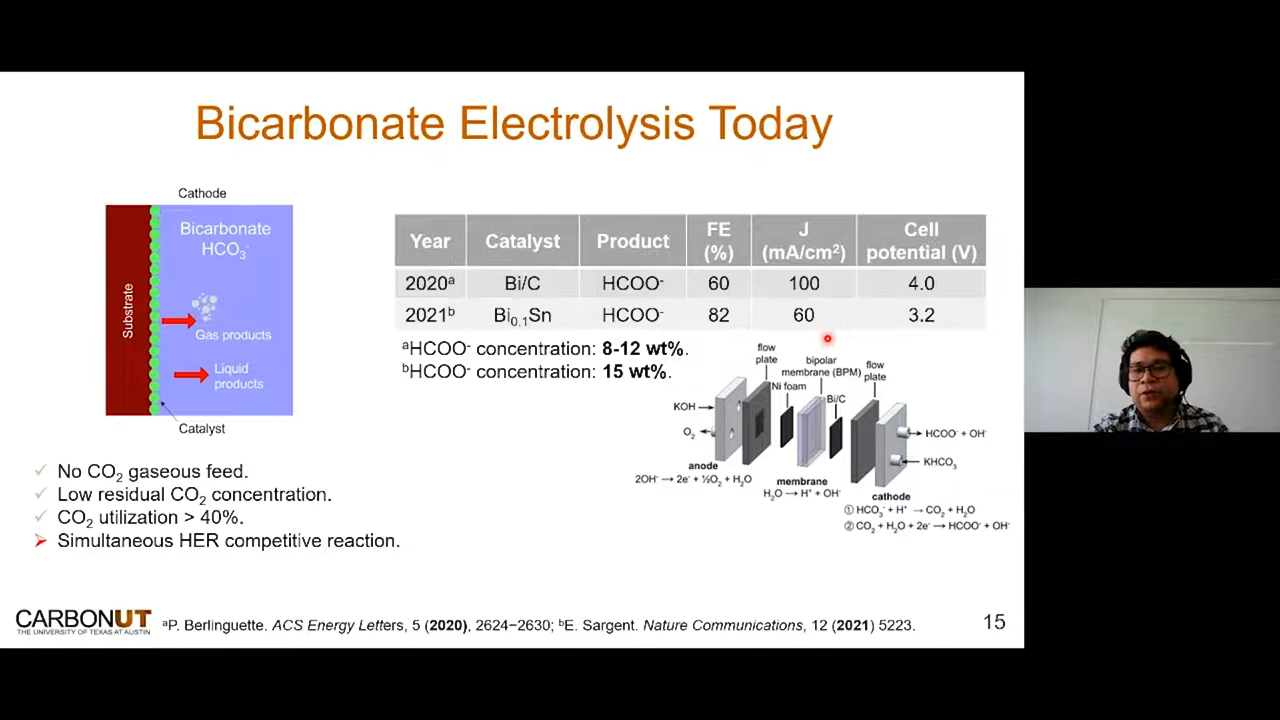 Bicarbonate Electrolysis Today
Cathode
Bicarbonate
HCO₃⁻
Substrate
Gas products
Liquid
products
Catalyst
Year Catalyst Product FE (%) J (mA/cm²) Cell potential (V)
2020ᵃ Bi/C HCOO⁻ 60 100 4.0
2021ᵇ Bi₀.₁Sn HCOO⁻ 82 60 3.2
ᵃHCOO⁻ concentration: 8-12 wt%.
ᵇHCOO⁻ concentration: 15 wt%.
flow
plate
bipolar
membrane (BPM)
flow
plate
Ni foam
Bi/C
KOH
O₂
HCOO⁻ + OH⁻
KHCO₃
anode
2OH⁻ → 2e⁻ + ½O₂ + H₂O
membrane
H₂O → H⁺ + OH⁻
cathode
① HCO₃⁻ + H⁺ → CO₂ + H₂O
② CO₂ + H₂O + 2e⁻ → HCOO⁻ + OH⁻
✓ No CO₂ gaseous feed.
✓ Low residual CO₂ concentration.
✓ CO₂ utilization > 40%.
➢ Simultaneous HER competitive reaction.
CARBONUT
THE UNIVERSITY OF TEXAS AT AUSTIN
ᵃP. Berlinguette. ACS Energy Letters, 5 (2020), 2624−2630; ᵇE. Sargent. Nature Communications, 12 (2021) 5223.
15